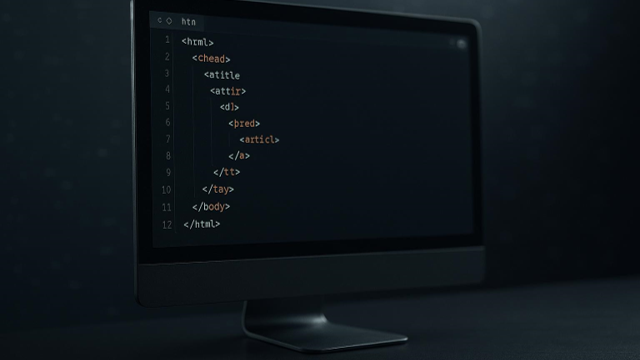 htn
1 <hrml>
2 <chead>
3 <atitle
4 <attir>
5 <d]>
6 <þred>
7 <articl>
8 </a>
9 </tt>
10 </tay>
11 </body>
12 </html>